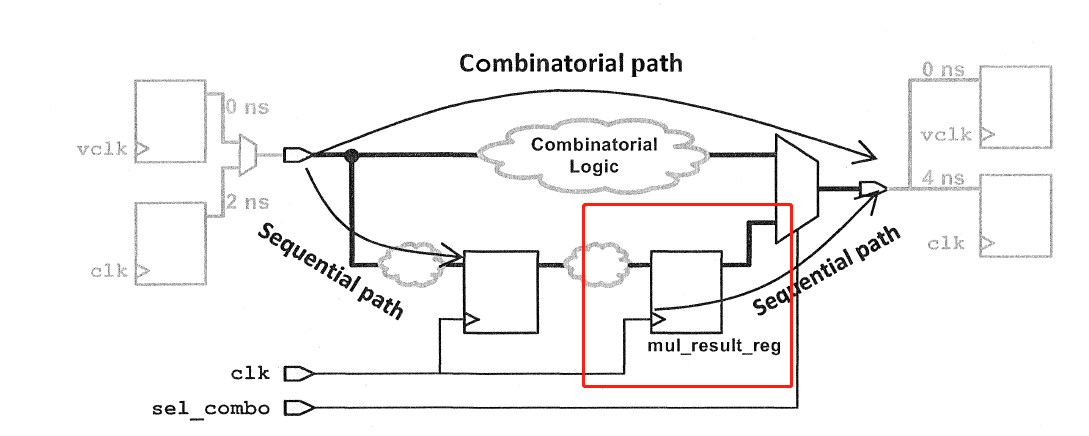 Combinatorial path
0 ns
0 ns
vclk
vclk
Combinatorial
Logic
2 ns
4 ns
clk
clk
Sequential path
Sequential path
mul_result_reg
clk
sel_combo